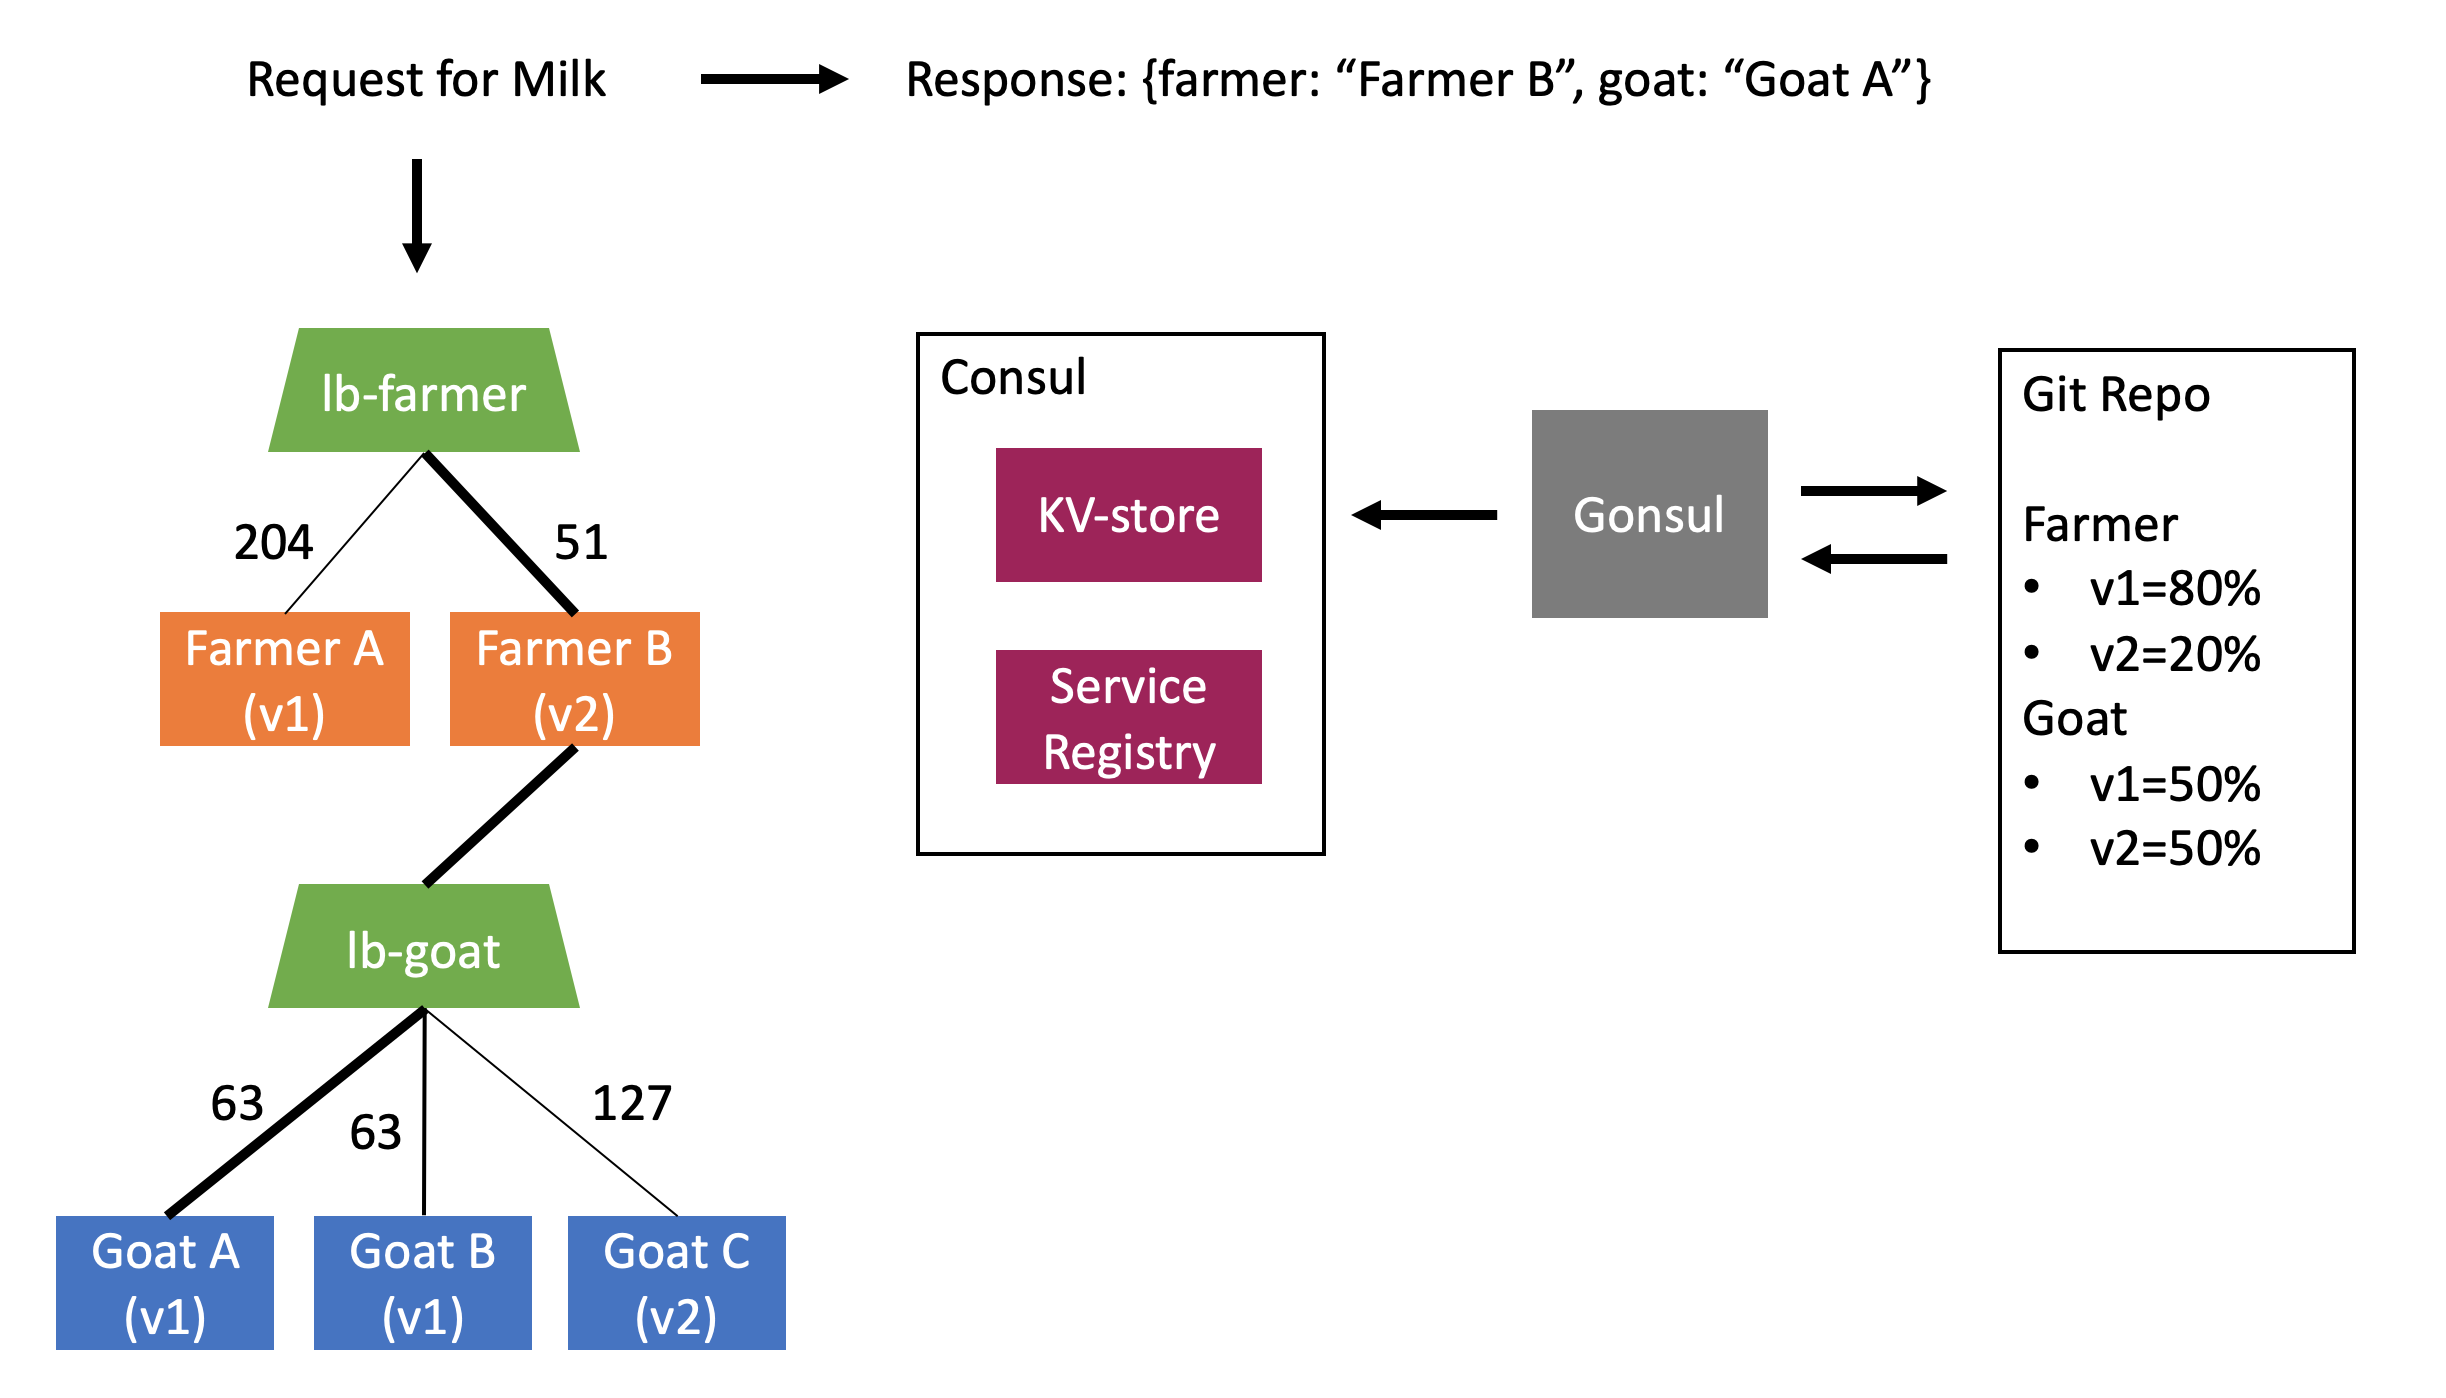 Request for Milk
Response: {farmer: “Farmer B”, goat: “Goat A”}
lb-farmer
204
51
Farmer A
(v1)
Farmer B
(v2)
lb-goat
63
63
127
Goat A
(v1)
Goat B
(v1)
Goat C
(v2)
Consul
KV-store
Service
Registry
Gonsul
Git Repo
Farmer
• v1=80%
• v2=20%
Goat
• v1=50%
• v2=50%